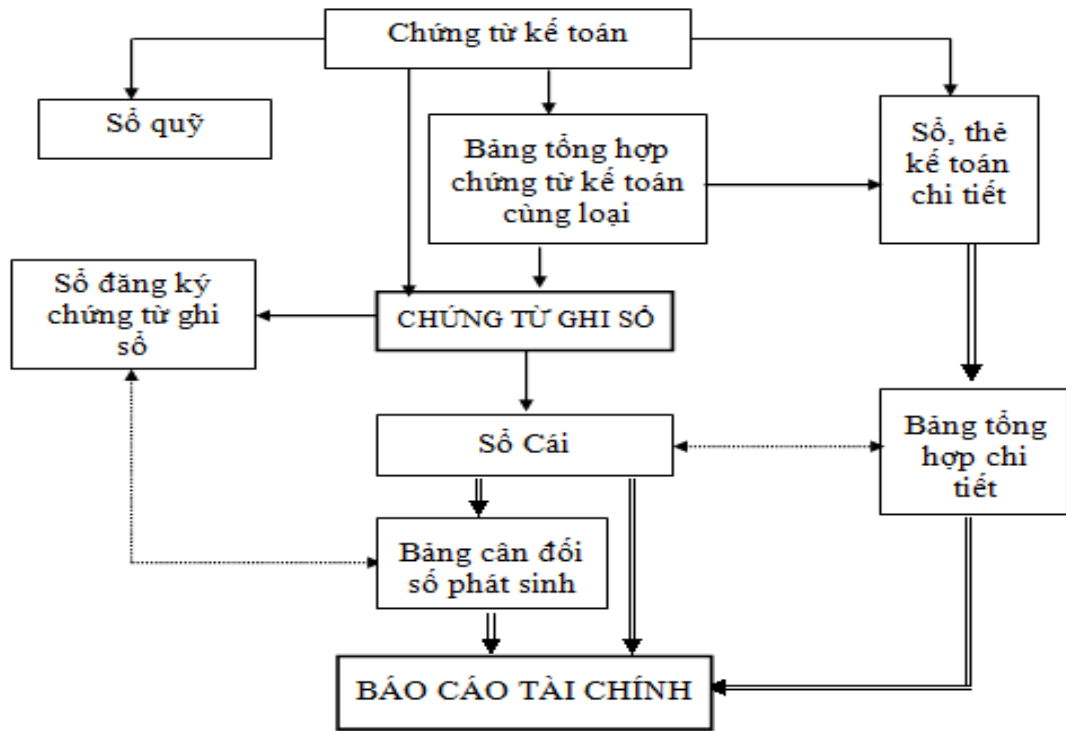 Chứng từ kế toán
Sổ quỹ
Bảng tổng hợp
chứng từ kế toán
cùng loại
Sổ, thẻ
kế toán
chi tiết
Sổ đăng ký
chứng từ ghi
sổ
CHỨNG TỪ GHI SỔ
Sổ Cái
Bảng tổng
hợp chi
tiết
Bảng cân đối
số phát sinh
BÁO CÁO TÀI CHÍNH